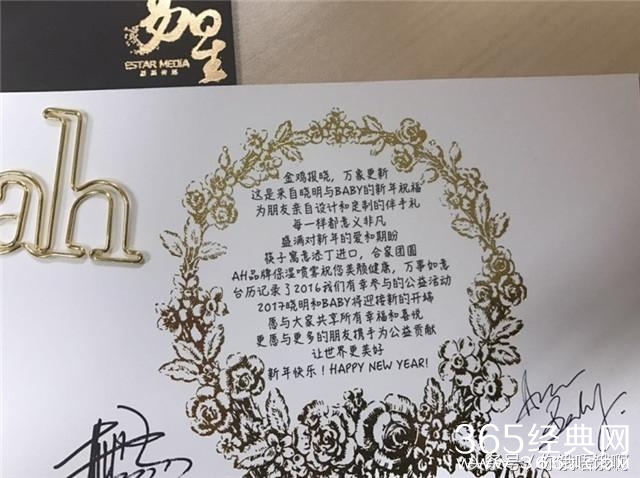 如星
ESTAR MEDIA
ah
金鸡报晓，万象更新
这是来自晓明与BABY的新年祝福
为朋友亲自设计和定制的伴手礼
每一样都意义非凡
盛满对新年的爱和期盼
筷子寓意添丁进口，合家团圆
AH品牌保湿喷雾祝您美颜健康，万事如意
台历记录了2016我们有幸参与的公益活动
2017晓明和BABY将迎接新的开端
愿与大家共享所有幸福和喜悦
更愿与更多的朋友携手为公益贡献
让世界更美好
新年快乐！HAPPY NEW YEAR!
Baby
365经典网
WWW.365JZ.COM